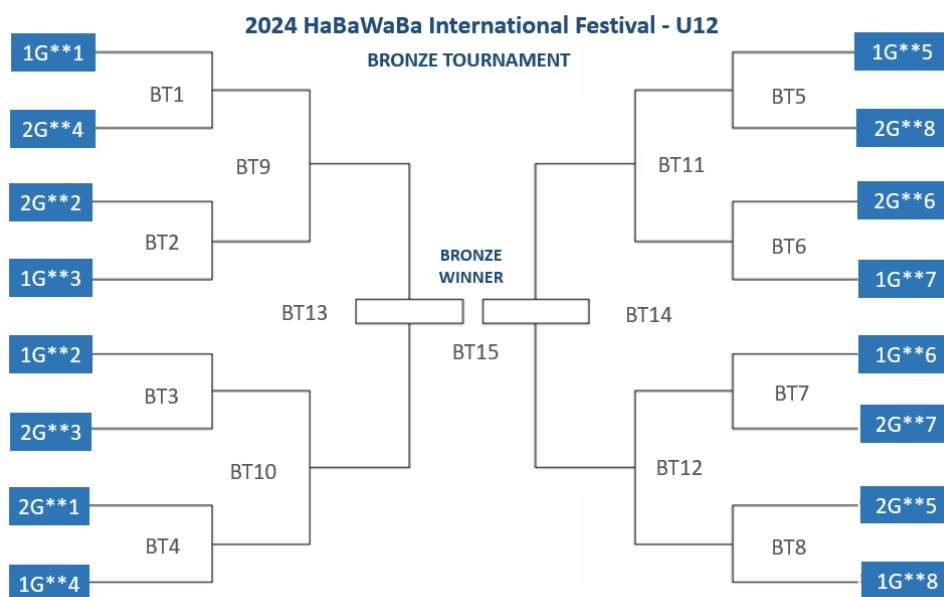 2024 HaBaWaBa International Festival - U12
BRONZE TOURNAMENT
1G**1
BT1
2G**4
BT9
2G**2
BT2
1G**3
BT13
1G**2
BT3
2G**3
BT10
2G**1
BT4
1G**4
BRONZE
WINNER
BT15
1G**5
BT5
2G**8
BT11
2G**6
BT6
1G**7
BT14
1G**6
BT7
2G**7
BT12
2G**5
BT8
1G**8